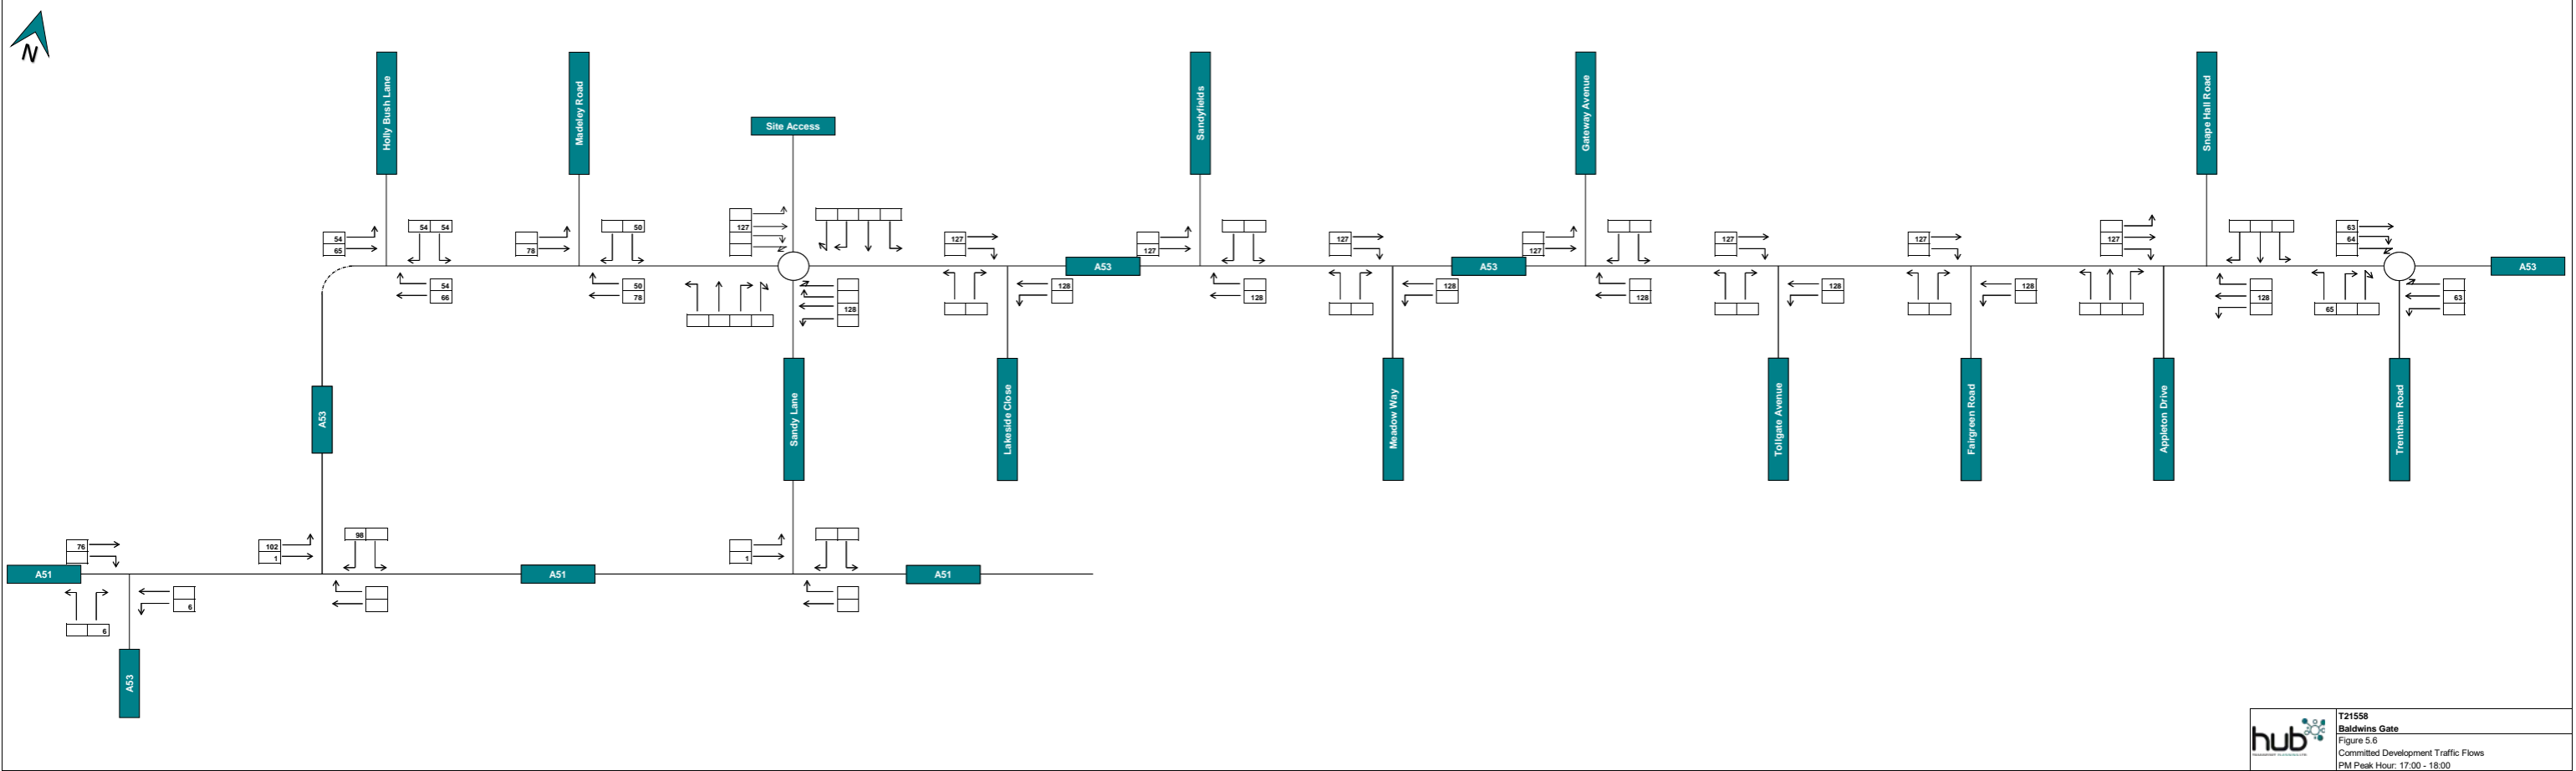 N
Holly Bush Lane
Madeley Road
Site Access
Sandyfields
Gateway Avenue
Snape Hall Road
54
65
54 54
54
66
78
50
50
78
127
128
127
128
A53
127
128
127
128
A53
127
128
127
128
127
128
127
128
63
64
65
63
A53
A53
Sandy Lane
Lakeside Close
Meadow Way
Tollgate Avenue
Fairgreen Road
Appleton Drive
Trentham Road
76
102
1
98
1
A51
A51
A51
6
6
A53
hub
T21558
Baldwins Gate
Figure 5.6
Committed Development Traffic Flows
PM Peak Hour: 17:00 - 18:00